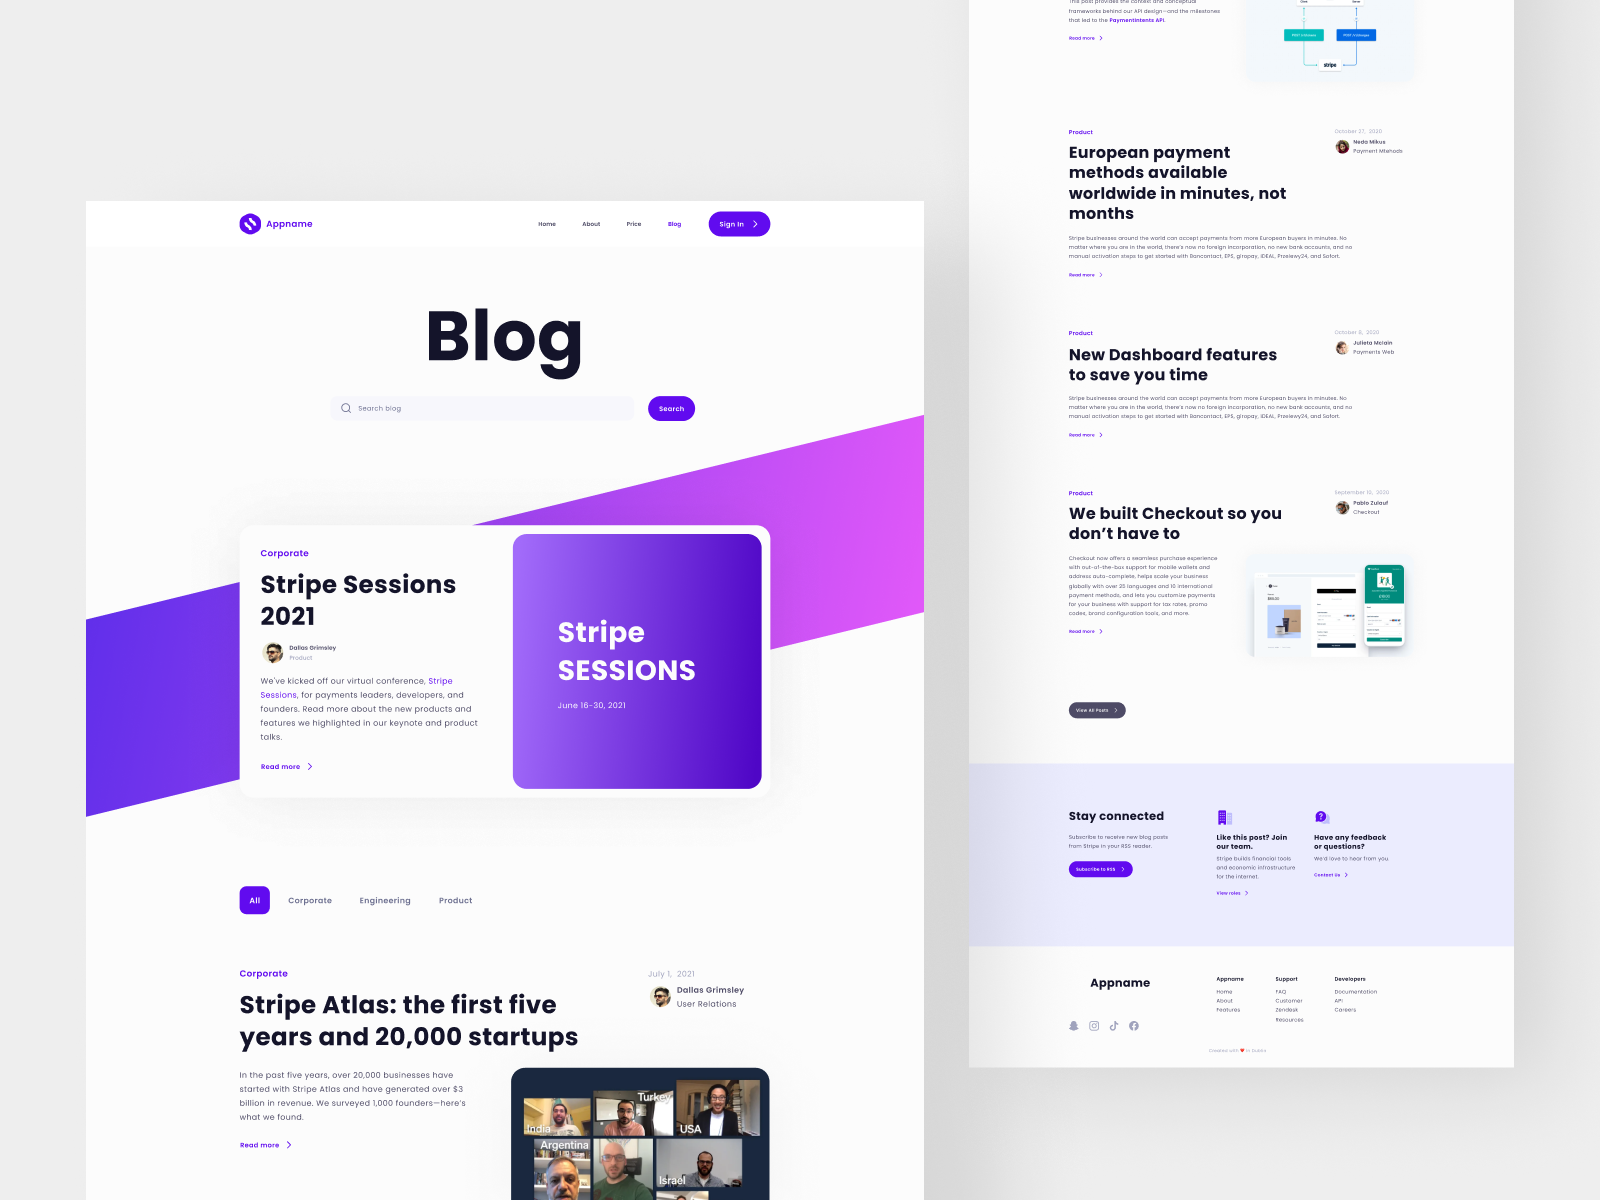 Appname
Home
About
Price
Blog
Sign In
Blog
Search blog
Search
Corporate
Stripe Sessions
2021
Dallas Grimsley
Product
We've kicked off our virtual conference, Stripe
Sessions, for payments leaders, developers, and
founders. Read more about the new products and
features we highlighted in our keynote and product
talks.
Read more
Stripe
SESSIONS
June 16-30, 2021
All
Corporate
Engineering
Product
Corporate
Stripe Atlas: the first five
years and 20,000 startups
July 1, 2021
Dallas Grimsley
User Relations
In the past five years, over 20,000 businesses have
started with Stripe Atlas and have generated over $3
billion in revenue. We surveyed 1,000 founders—here's
what we found.
Read more
India
Turkey
USA
Argentina
Israel
This post provides the context and conceptual
frameworks behind our API design—and the milestones
that led to the Paymentintents API.
Read more
stripe
Product
European payment
methods available
worldwide in minutes, not
months
October 27, 2020
Neda Mikus
Payment Mtehods
Stripe businesses around the world can accept payments from more European buyers in minutes. No
matter where you are in the world, there's now no foreign incorporation, no new bank accounts, and no
manual activation steps to get started with Bancontact, EPS, giropay, iDEAL, Przelewy24, and Sofort.
Read more
Product
New Dashboard features
to save you time
October 8, 2020
Julieta Mclain
Payments Web
Stripe businesses around the world can accept payments from more European buyers in minutes. No
matter where you are in the world, there's now no foreign incorporation, no new bank accounts, and no
manual activation steps to get started with Bancontact, EPS, giropay, iDEAL, Przelewy24, and Sofort.
Read more
Product
We built Checkout so you
don't have to
September 10, 2020
Pablo Zulauf
Checkout
Checkout now offers a seamless purchase experience
with out-of-the-box support for mobile wallets and
address auto-complete, helps scale your business
globally with over 25 languages and 16 international
payment methods, and lets you customize payments
for your business with support for tax rates, promo
codes, brand configuration tools, and more.
Read more
View All Posts
Stay connected
Subscribe to receive new blog posts
from Stripe in your RSS reader.
Subscribe to RSS
Like this post? Join
our team.
Stripe builds financial tools
and economic infrastructure
for the internet.
View roles
Have any feedback
or questions?
We'd love to hear from you.
Contact Us
Appname
Appname
Home
About
Features
Support
FAQ
Customer
Zendesk
Resources
Developers
Documentation
API
Careers